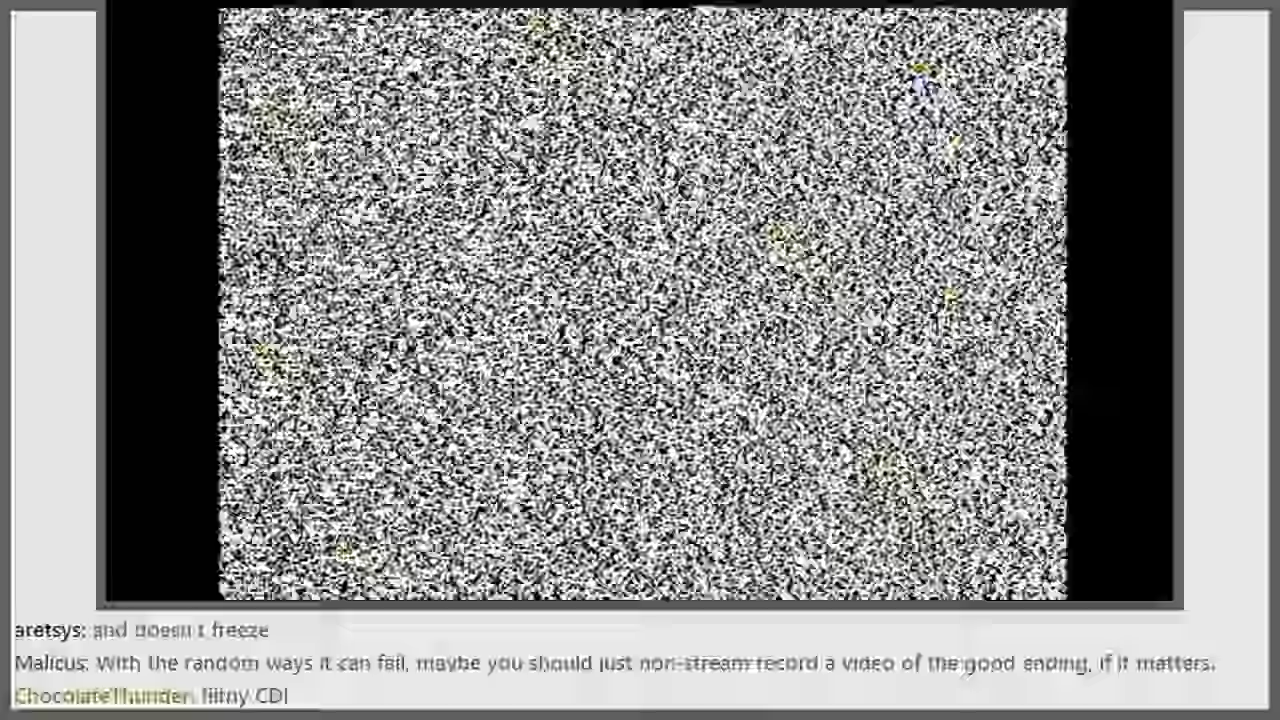 aretsys: and doesn't freeze
Malicus: With the random ways it can fail, maybe you should just non-stream record a video of the good ending, if it matters.
ChocolateThunder: CDI